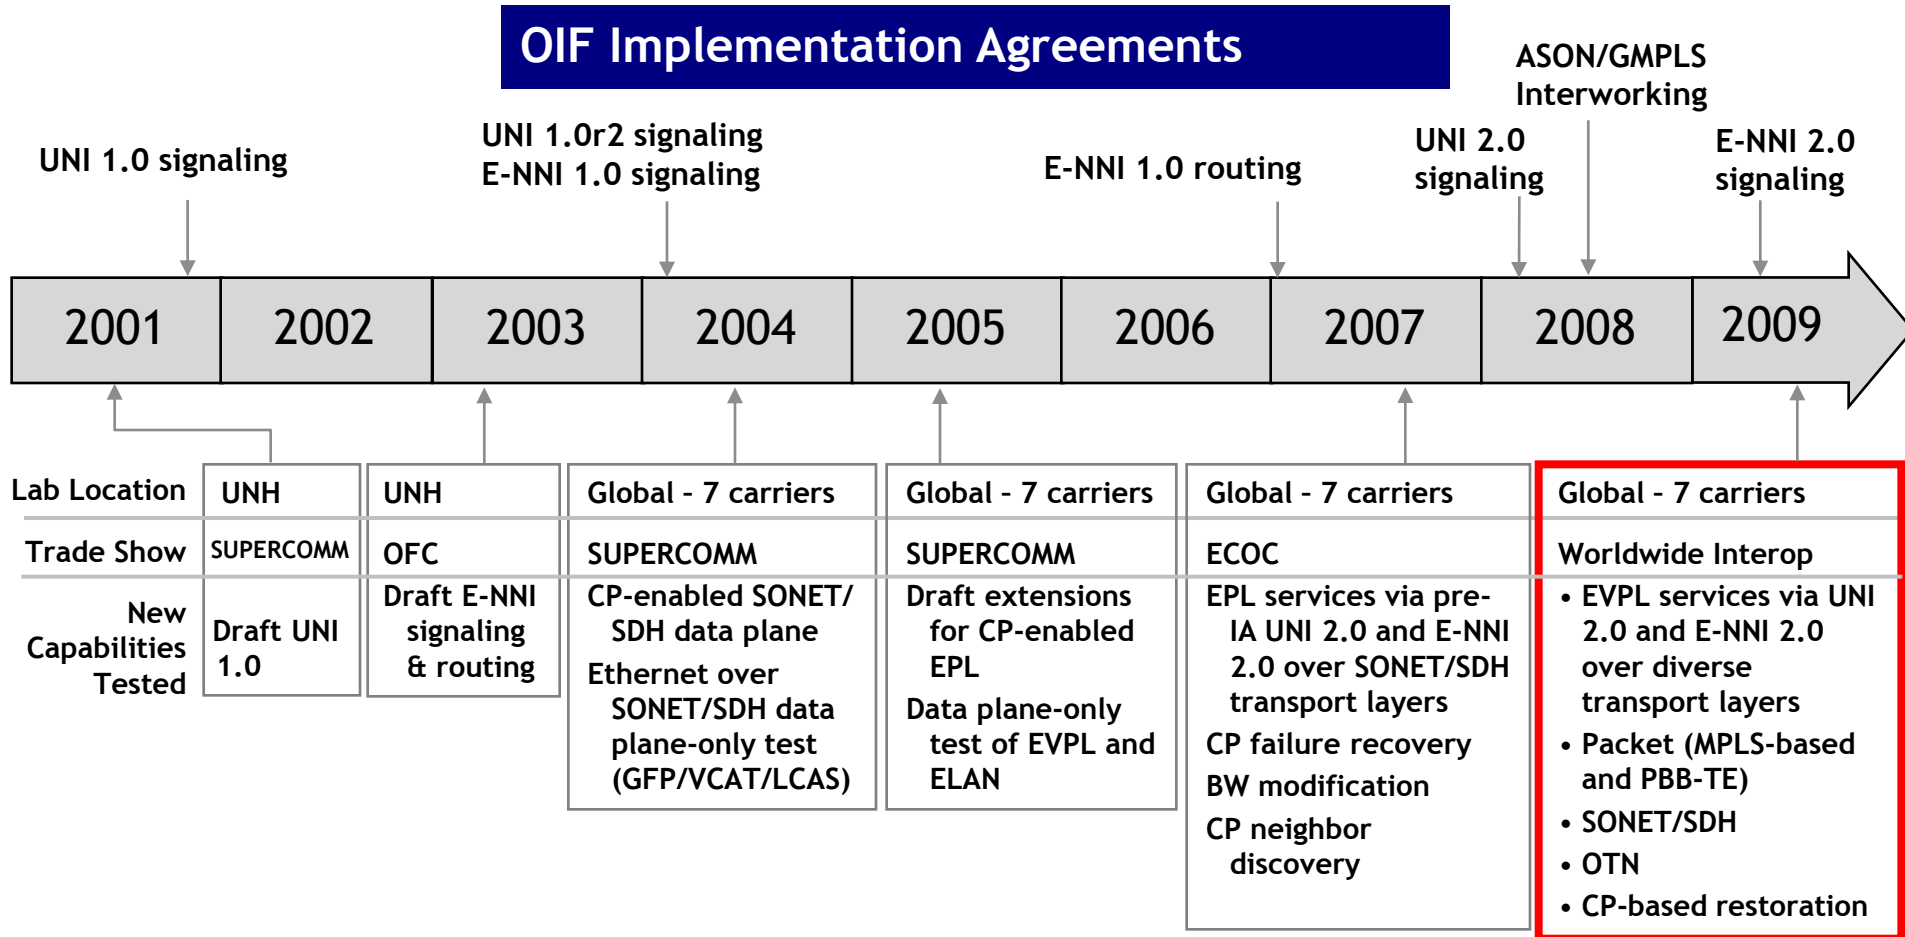 OIF Implementation Agreements
ASON/GMPLS
Interworking
UNI 1.0 signaling
UNI 1.0r2 signaling
E-NNI 1.0 signaling
E-NNI 1.0 routing
UNI 2.0
signaling
E-NNI 2.0
signaling
2001
2002
2003
2004
2005
2006
2007
2008
2009
Lab Location
UNH
UNH
Global – 7 carriers
Global – 7 carriers
Global – 7 carriers
Global – 7 carriers
Trade Show
SUPERCOMM
OFC
SUPERCOMM
SUPERCOMM
ECOC
Worldwide Interop
New
Capabilities
Tested
Draft UNI
1.0
Draft E-NNI
signaling
& routing
CP-enabled SONET/
SDH data plane
Ethernet over
SONET/SDH data
plane-only test
(GFP/VCAT/LCAS)
Draft extensions
for CP-enabled
EPL
Data plane-only
test of EVPL and
ELAN
EPL services via pre-
IA UNI 2.0 and E-NNI
2.0 over SONET/SDH
transport layers
CP failure recovery
BW modification
CP neighbor
discovery
• EVPL services via UNI
2.0 and E-NNI 2.0
over diverse
transport layers
• Packet (MPLS-based
and PBB-TE)
• SONET/SDH
• OTN
• CP-based restoration